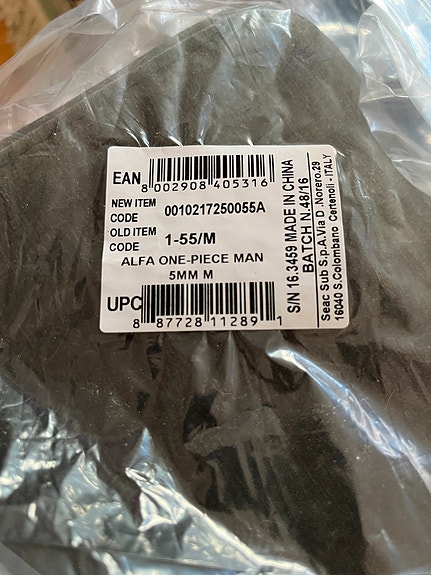 EAN
8 002908 405316
NEW ITEM
CODE 0010217250055A
OLD ITEM
CODE 1-55/M
ALFA ONE-PIECE MAN
5MM M
UPC
8 87728 11289 1
S/N 16.3459 MADE IN CHINA
BATCH N.48/16
Seac Sub S.p.A.Via D .Norero.29
16040 S.Colombano Certenoli - ITALY